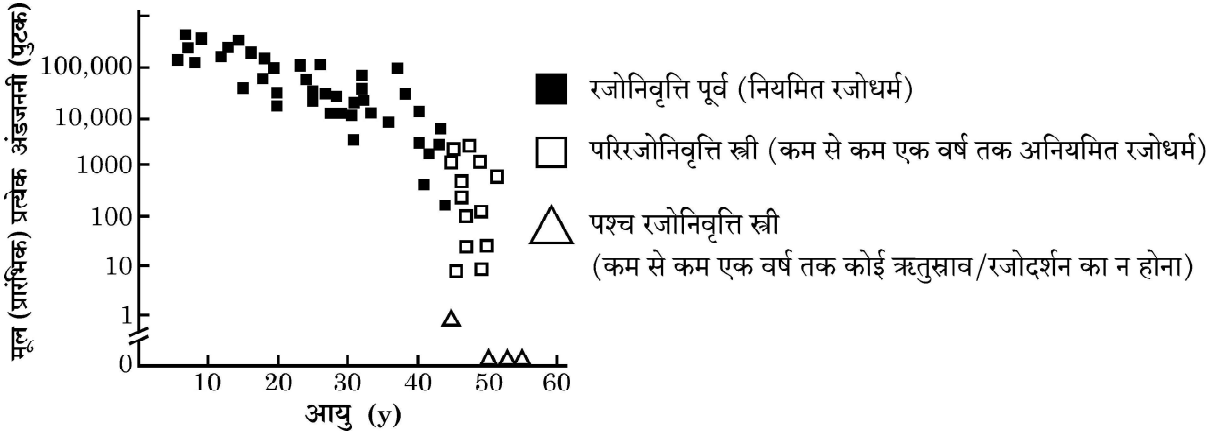 मूल (प्रारंभिक) प्रत्येक अंडजननी (पुटक)
100,000
10,000
1000
100
10
1
0
10 20 30 40 50 60
आयु (y)
रजोनिवृत्ति पूर्व (नियमित रजोधर्म)
परिरजोनिवृत्ति स्त्री (कम से कम एक वर्ष तक अनियमित रजोधर्म)
पश्च रजोनिवृत्ति स्त्री
(कम से कम एक वर्ष तक कोई ऋतुस्राव/रजोदर्शन का न होना)